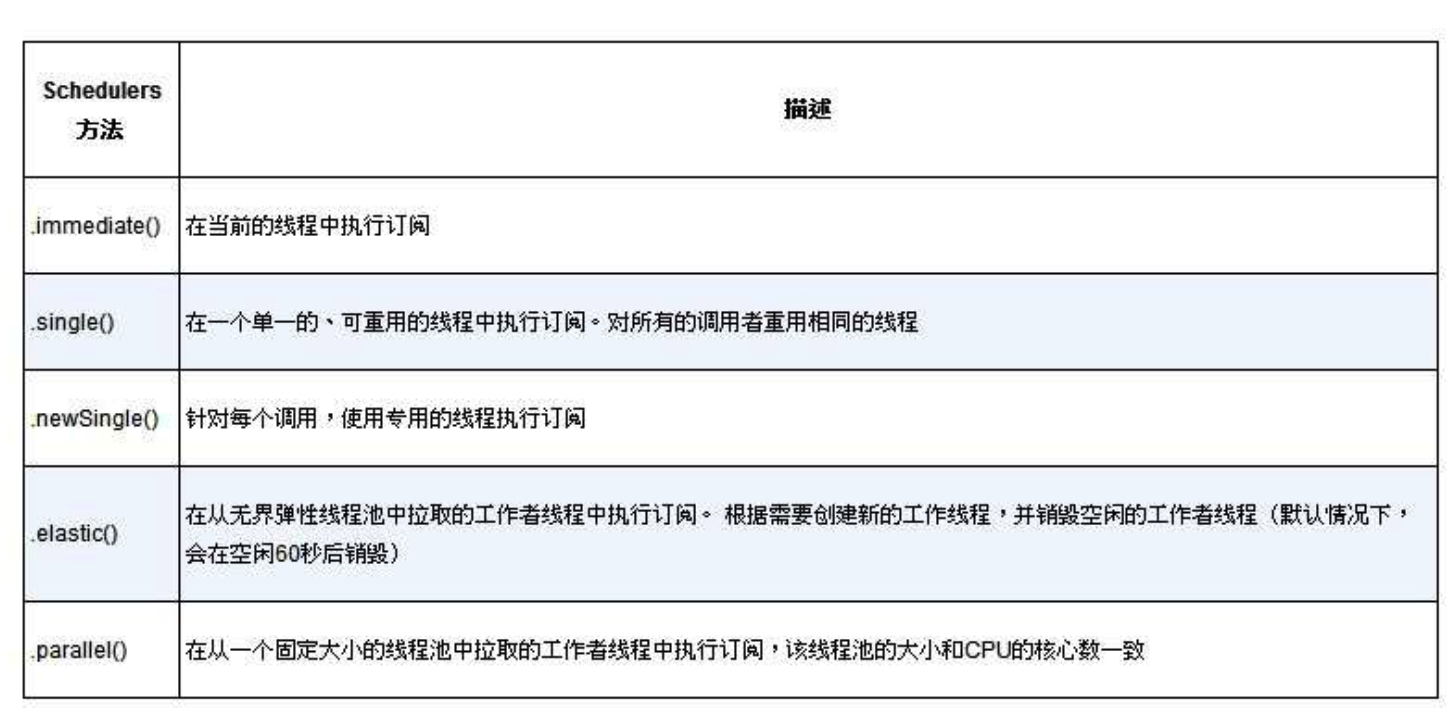 Schedulers
方法
描述
.immediate()
在当前的线程中执行订阅
.single()
在一个单一的、可重用的线程中执行订阅。对所有的调用者重用相同的线程
.newSingle()
针对每个调用，使用专用的线程执行订阅
.elastic()
在从无界弹性线程池中拉取的工作者线程中执行订阅。 根据需要创建新的工作线程，并销毁空闲的工作者线程（默认情况下，
会在空闲60秒后销毁）
.parallel()
在从一个固定大小的线程池中拉取的工作者线程中执行订阅，该线程池的大小和CPU的核心数一致